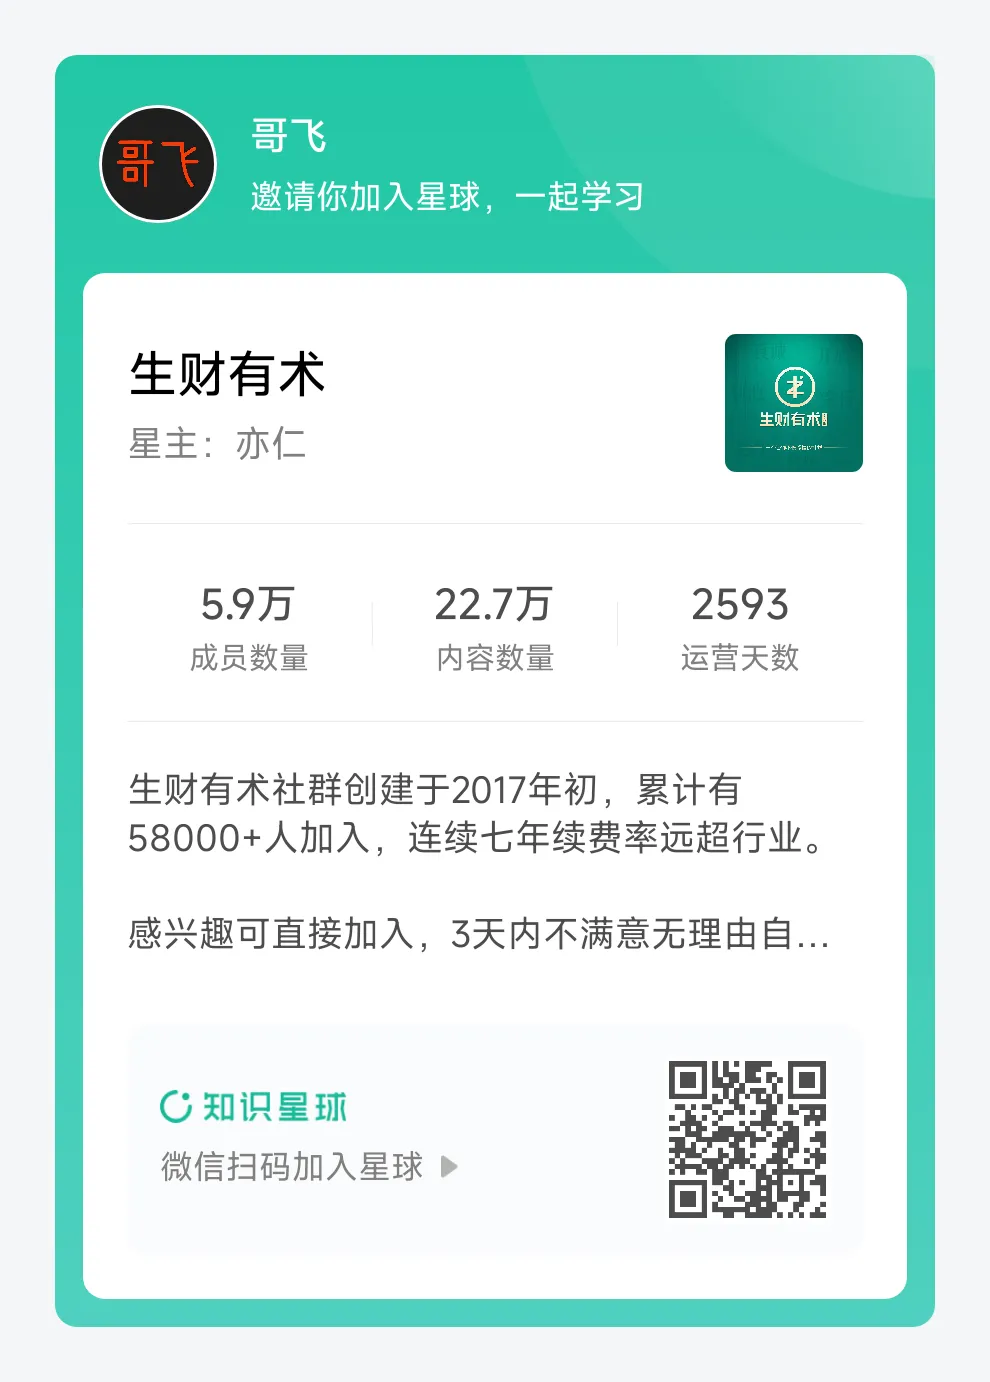 哥飞
哥飞
邀请你加入星球，一起学习
生财有术
星主：亦仁
生财有术
5.9万
22.7万
2593
成员数量
内容数量
运营天数
生财有术社群创建于2017年初，累计有
58000+人加入，连续七年续费率远超行业。
感兴趣可直接加入，3天内不满意无理由自...
知识星球
微信扫码加入星球